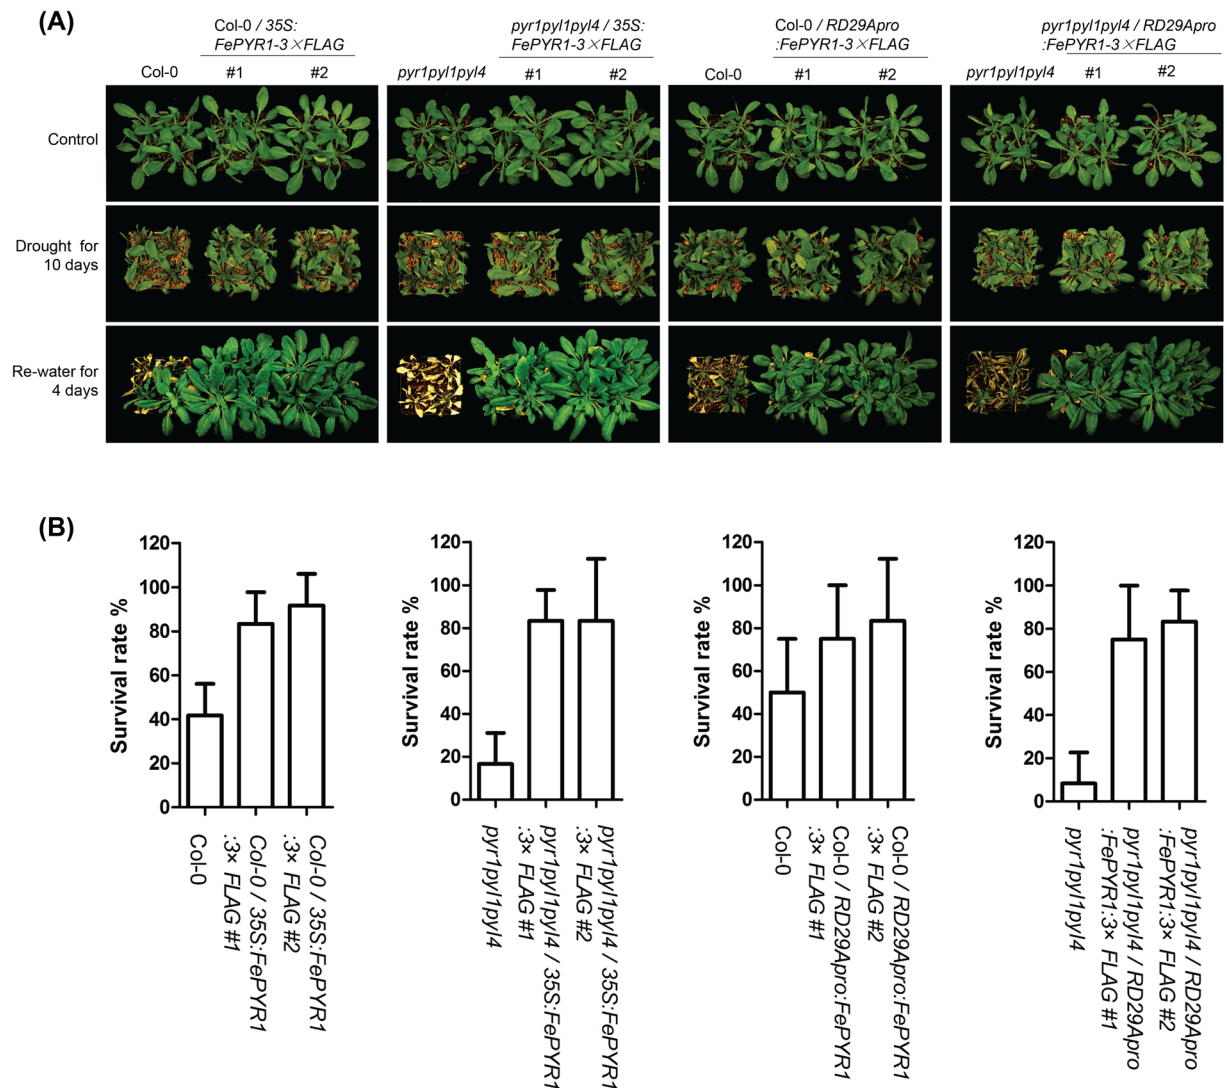 (A)
Col-0 / 35S:
FePYR1-3×FLAG
pyr1pyl1pyl4 / 35S:
FePYR1-3×FLAG
Col-0 / RD29Apro
:FePYR1-3×FLAG
pyr1pyl1pyl4 / RD29Apro
:FePYR1-3×FLAG
Col-0 #1 #2
pyr1pyl1pyl4 #1 #2
Col-0 #1 #2
pyr1pyl1pyl4 #1 #2
Control
Drought for
10 days
Re-water for
4 days
(B)
Survival rate %
120
100
80
60
40
20
0
Col-0
Col-0 / 35S:FePYR1
:3× FLAG #1
Col-0 / 35S:FePYR1
:3× FLAG #2
Survival rate %
120
100
80
60
40
20
0
pyr1pyl1pyl4
pyr1pyl1pyl4 / 35S:FePYR1
:3× FLAG #1
pyr1pyl1pyl4 / 35S:FePYR1
:3× FLAG #2
Survival rate %
120
100
80
60
40
20
0
Col-0
Col-0 / RD29Apro:FePYR1
:3× FLAG #1
Col-0 / RD29Apro:FePYR1
:3× FLAG #2
Survival rate %
120
100
80
60
40
20
0
pyr1pyl1pyl4
pyr1pyl1pyl4 / RD29Apro
:FePYR1:3× FLAG #1
pyr1pyl1pyl4 / RD29Apro
:FePYR1:3× FLAG #2